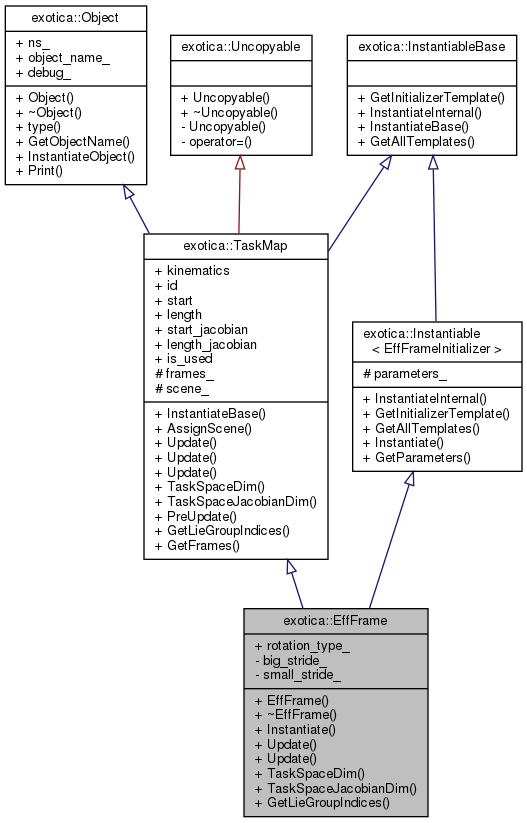 exotica::Object
+ ns_
+ object_name_
+ debug_
+ Object()
+ ~Object()
+ type()
+ GetObjectName()
+ InstantiateObject()
+ Print()
exotica::Uncopyable
+ Uncopyable()
+ ~Uncopyable()
- Uncopyable()
- operator=()
exotica::InstantiableBase
+ GetInitializerTemplate()
+ InstantiateInternal()
+ InstantiateBase()
+ GetAllTemplates()
exotica::TaskMap
+ kinematics
+ id
+ start
+ length
+ start_jacobian
+ length_jacobian
+ is_used
# frames_
# scene_
+ InstantiateBase()
+ AssignScene()
+ Update()
+ Update()
+ Update()
+ TaskSpaceDim()
+ TaskSpaceJacobianDim()
+ PreUpdate()
+ GetLieGroupIndices()
+ GetFrames()
exotica::Instantiable
< EffFrameInitializer >
# parameters_
+ InstantiateInternal()
+ GetInitializerTemplate()
+ GetAllTemplates()
+ Instantiate()
+ GetParameters()
exotica::EffFrame
+ rotation_type_
- big_stride_
- small_stride_
+ EffFrame()
+ ~EffFrame()
+ Instantiate()
+ Update()
+ Update()
+ TaskSpaceDim()
+ TaskSpaceJacobianDim()
+ GetLieGroupIndices()